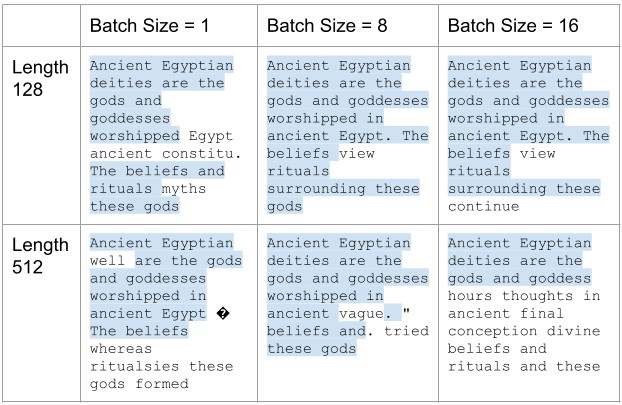 Batch Size = 1
Batch Size = 8
Batch Size = 16
Length
128
Ancient Egyptian
deities are the
gods and
goddesses
worshipped Egypt
ancient constitu.
The beliefs and
rituals myths
these gods
Ancient Egyptian
deities are the
gods and goddesses
worshipped in
ancient Egypt. The
beliefs view
rituals
surrounding these
gods
Ancient Egyptian
deities are the
gods and goddesses
worshipped in
ancient Egypt. The
beliefs view
rituals
surrounding these
continue
Length
512
Ancient Egyptian
well are the gods
and goddesses
worshipped in
ancient Egypt �
The beliefs
whereas
ritualsies these
gods formed
Ancient Egyptian
deities are the
gods and goddesses
worshipped in
ancient vague. "
beliefs and. tried
these gods
Ancient Egyptian
deities are the
gods and goddess
hours thoughts in
ancient final
conception divine
beliefs and
rituals and these